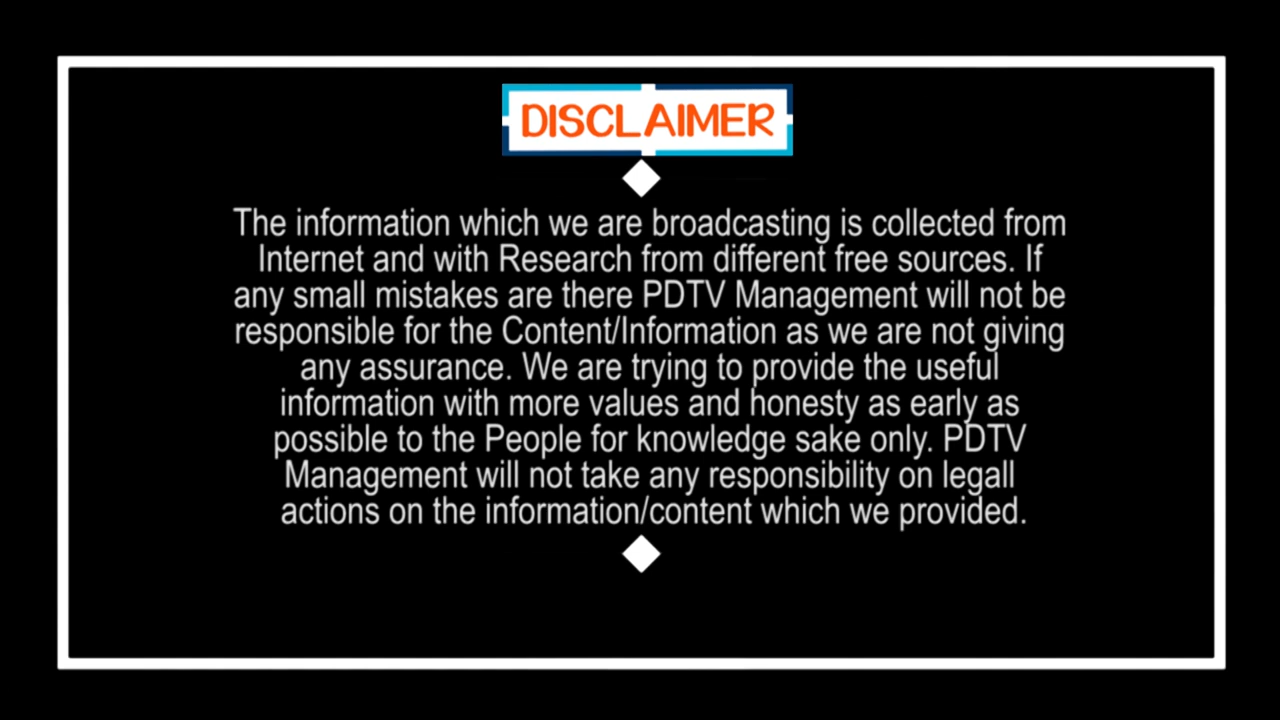 DISCLAIMER
The information which we are broadcasting is collected from
Internet and with Research from different free sources. If
any small mistakes are there PDTV Management will not be
responsible for the Content/Information as we are not giving
any assurance. We are trying to provide the useful
information with more values and honesty as early as
possible to the People for knowledge sake only. PDTV
Management will not take any responsibility on legall
actions on the information/content which we provided.